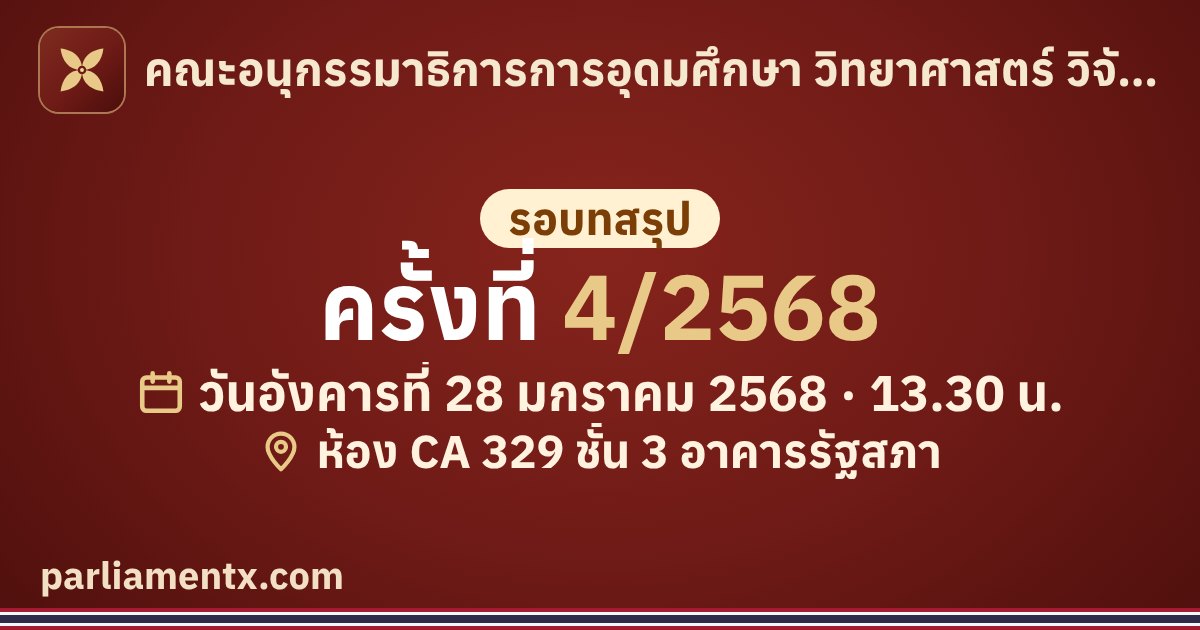 คณะอนุกรรมาธิการการอุดมศึกษา วิทยาศาสตร์ วิจั...
รอบทสรุป
ครั้งที่ 4/2568
วันอังคารที่ 28 มกราคม 2568 · 13.30 น.
ห้อง CA 329 ชั้น 3 อาคารรัฐสภา
parliamentx.com